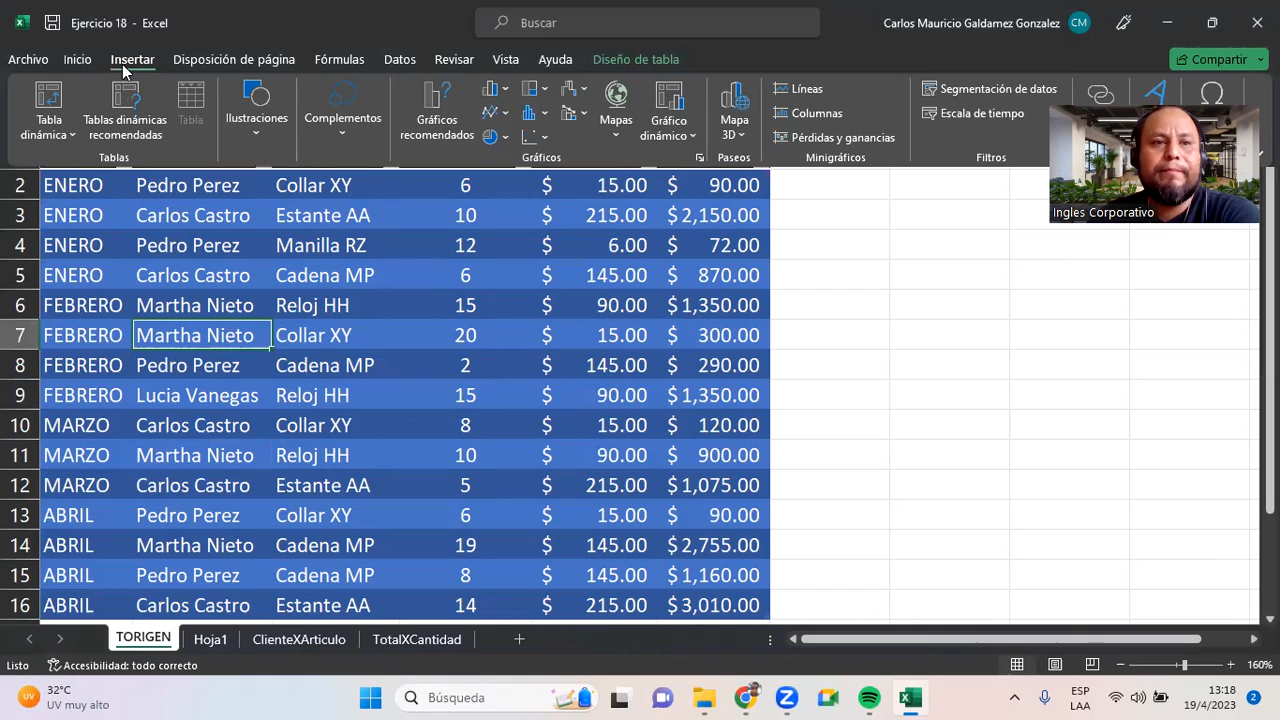 Ejercicio 18 - Excel
Buscar
Carlos Mauricio Galdamez Gonzalez
CM
Archivo Inicio Insertar Disposición de página Fórmulas Datos Revisar Vista Ayuda Diseño de tabla
Compartir
Tabla dinámica
Tablas dinámicas recomendadas
Tabla
Ilustraciones
Complementos
Gráficos recomendados
Mapas
Gráfico dinámico
Mapa 3D
Líneas
Columnas
Pérdidas y ganancias
Segmentación de datos
Escala de tiempo
Tablas
Gráficos
Paseos
Minigráficos
Filtros
Ingles Corporativo
2 ENERO Pedro Perez Collar XY 6 $ 15.00 $ 90.00
3 ENERO Carlos Castro Estante AA 10 $ 215.00 $ 2,150.00
4 ENERO Pedro Perez Manilla RZ 12 $ 6.00 $ 72.00
5 ENERO Carlos Castro Cadena MP 6 $ 145.00 $ 870.00
6 FEBRERO Martha Nieto Reloj HH 15 $ 90.00 $ 1,350.00
7 FEBRERO Martha Nieto Collar XY 20 $ 15.00 $ 300.00
8 FEBRERO Pedro Perez Cadena MP 2 $ 145.00 $ 290.00
9 FEBRERO Lucia Vanegas Reloj HH 15 $ 90.00 $ 1,350.00
10 MARZO Carlos Castro Collar XY 8 $ 15.00 $ 120.00
11 MARZO Martha Nieto Reloj HH 10 $ 90.00 $ 900.00
12 MARZO Carlos Castro Estante AA 5 $ 215.00 $ 1,075.00
13 ABRIL Pedro Perez Collar XY 6 $ 15.00 $ 90.00
14 ABRIL Martha Nieto Cadena MP 19 $ 145.00 $ 2,755.00
15 ABRIL Pedro Perez Cadena MP 8 $ 145.00 $ 1,160.00
16 ABRIL Carlos Castro Estante AA 14 $ 215.00 $ 3,010.00
TORIGEN Hoja1 ClienteXArticulo TotalXCantidad
Listo Accesibilidad: todo correcto 160%
32°C
UV muy alto
Búsqueda
ESP
LAA
13:18
19/4/2023
2